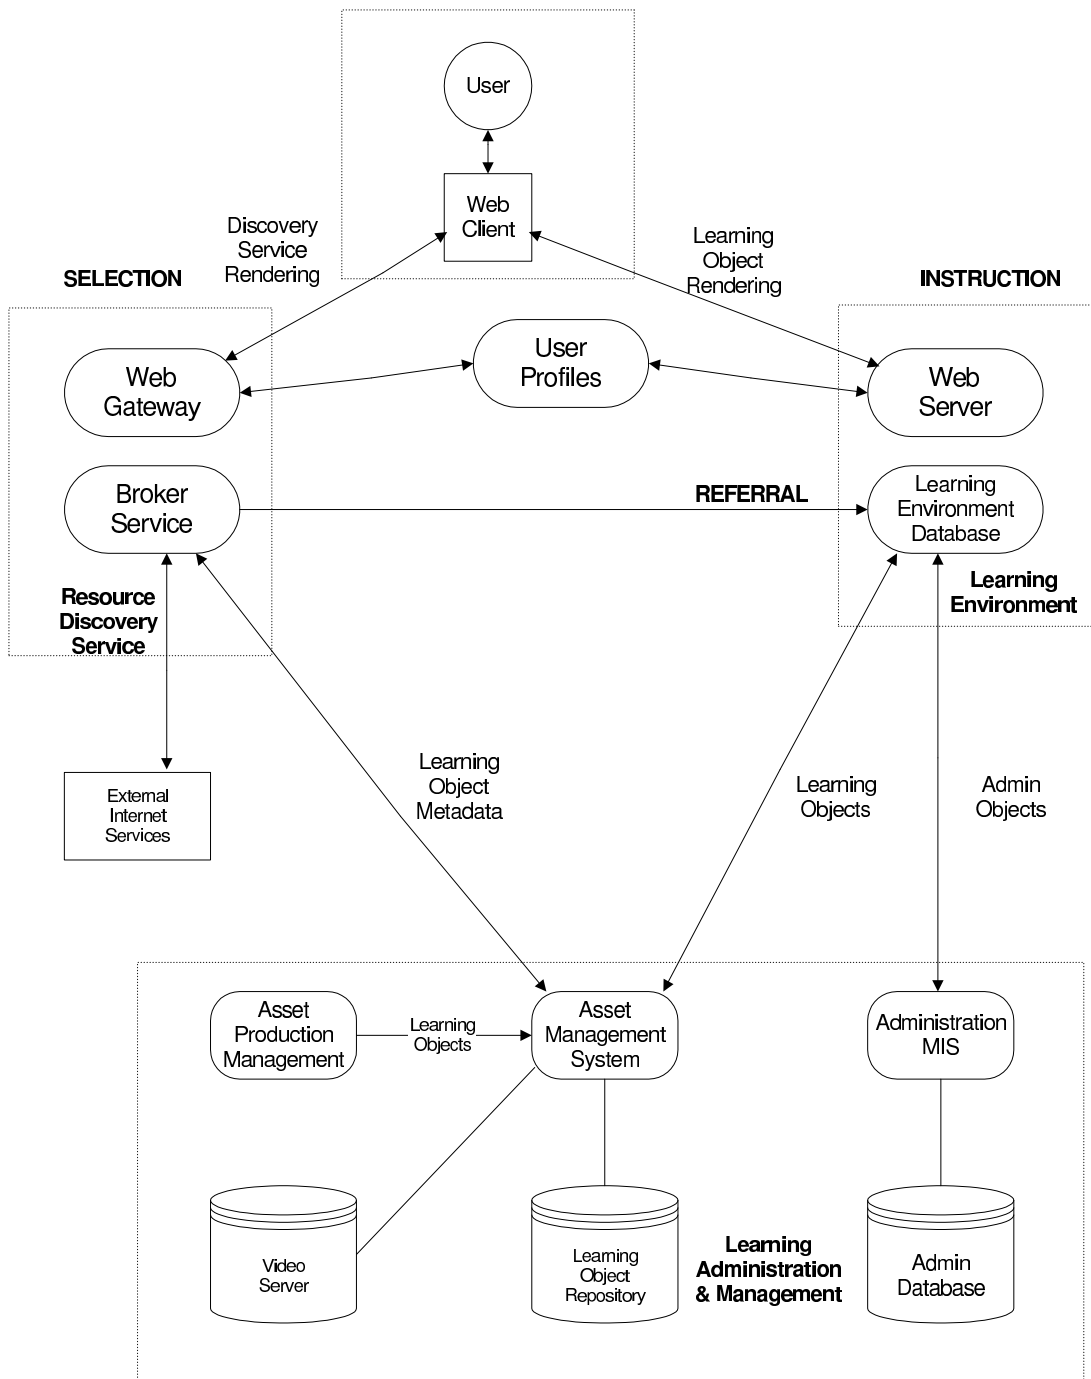 User
Web
Client
Discovery
Service
Rendering
Learning
Object
Rendering
SELECTION
INSTRUCTION
Web
Gateway
User
Profiles
Web
Server
Broker
Service
REFERRAL
Learning
Environment
Database
Resource
Discovery
Service
Learning
Environment
External
Internet
Services
Learning
Object
Metadata
Learning
Objects
Admin
Objects
Asset
Production
Management
Learning
Objects
Asset
Management
System
Administration
MIS
Video
Server
Learning
Object
Repository
Learning
Administration
& Management
Admin
Database